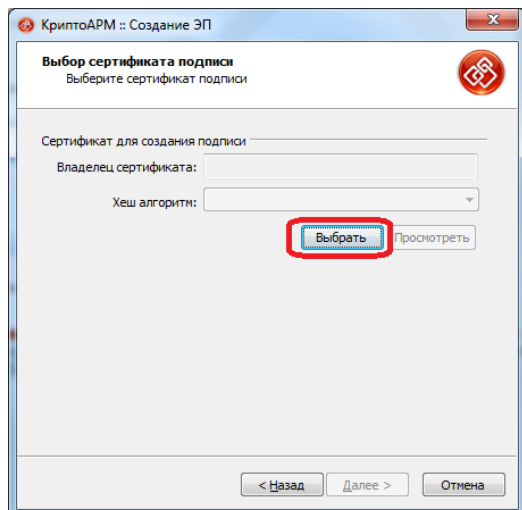 КриптоАРМ :: Создание ЭП
Выбор сертификата подписи
Выберите сертификат подписи
Сертификат для создания подписи
Владелец сертификата:
Хеш алгоритм:
Выбрать Просмотреть
< Назад Далее > Отмена